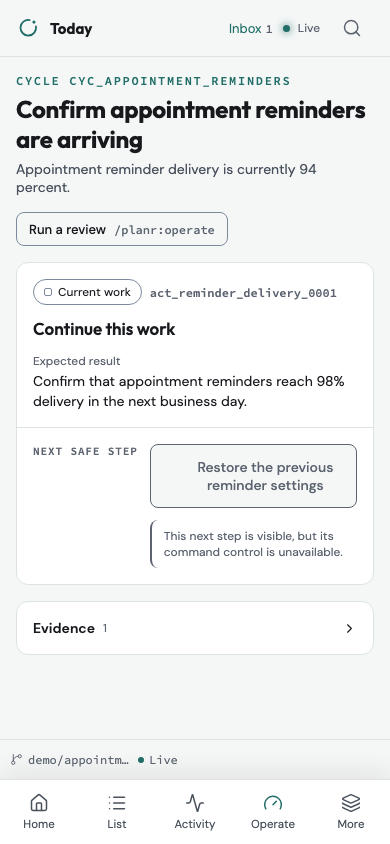 Today
Inbox 1
Live
CYCLE CYC_APPOINTMENT_REMINDERS
Confirm appointment reminders
are arriving
Appointment reminder delivery is currently 94
percent.
Run a review /planr:operate
Current work act_reminder_delivery_0001
Continue this work
Expected result
Confirm that appointment reminders reach 98%
delivery in the next business day.
NEXT SAFE STEP
Restore the previous
reminder settings
This next step is visible, but its
command control is unavailable.
Evidence 1
demo/appointm… Live
Home List Activity Operate More